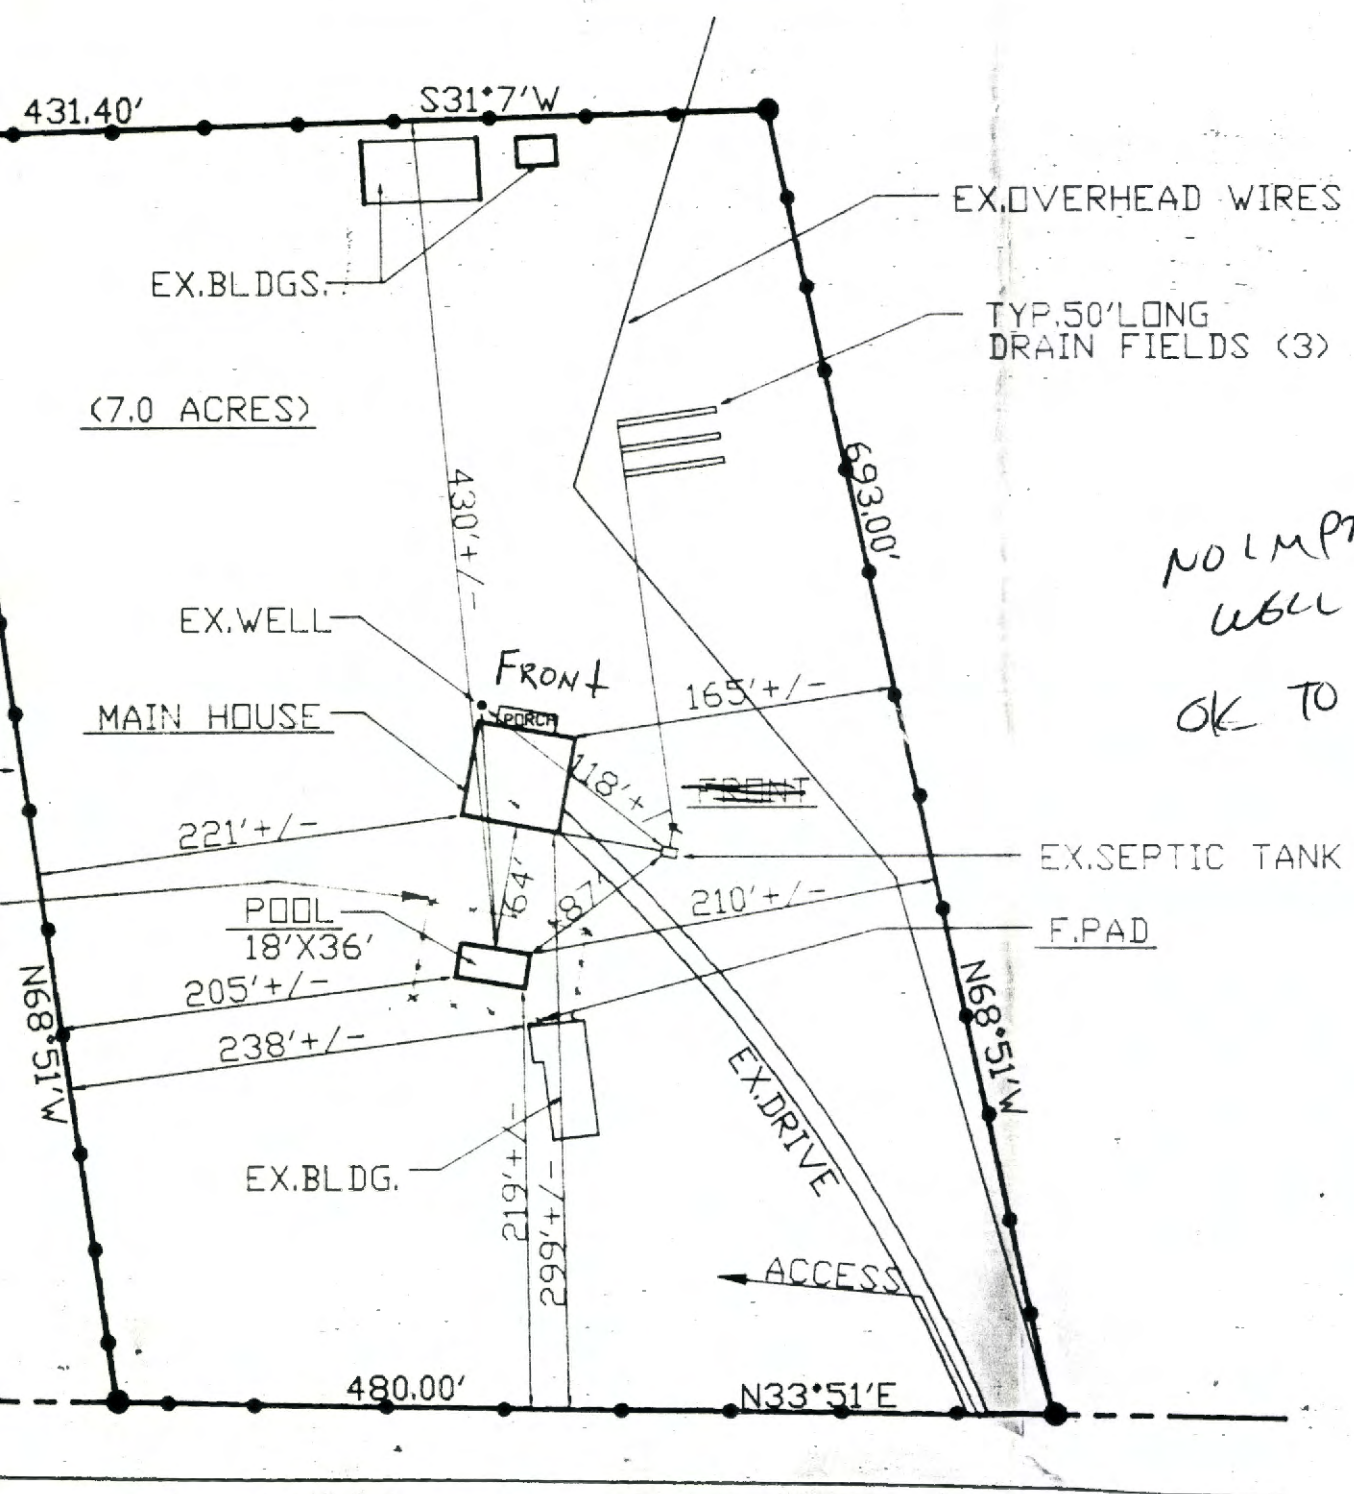 431.40'
S31°7'W
EX.OVERHEAD WIRES
EX.BLDGS.
TYP.50'LONG
DRAIN FIELDS (3)
(7.0 ACRES)
430'+/-
693.00'
NO IMP
WELL
EX.WELL
FRONT
MAIN HOUSE
PORCH
165'+/-
OK TO
118'+
FRONT
221'+/-
EX.SEPTIC TANK
64'
87'
210'+/-
POOL
18'X36'
F.PAD
205'+/-
N68°51'W
238'+/-
N68°51'W
EX.DRIVE
EX.BLDG.
219'+/-
299'+/-
ACCESS
480.00'
N33°51'E